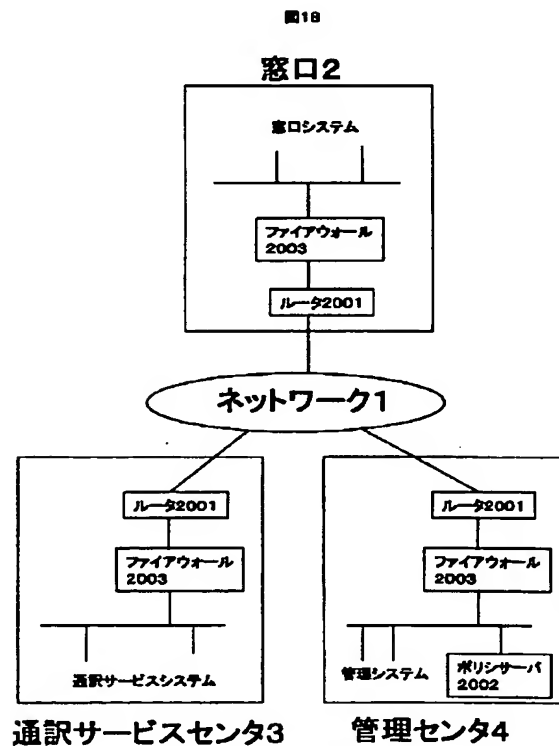 図18
窓口2
窓口システム
ファイアウォール
2003
ルータ2001
ネットワーク1
ルータ2001
ファイアウォール
2003
通訳サービスシステム
通訳サービスセンタ3
ルータ2001
ファイアウォール
2003
管理システム
ポリシサーバ
2002
管理センタ4